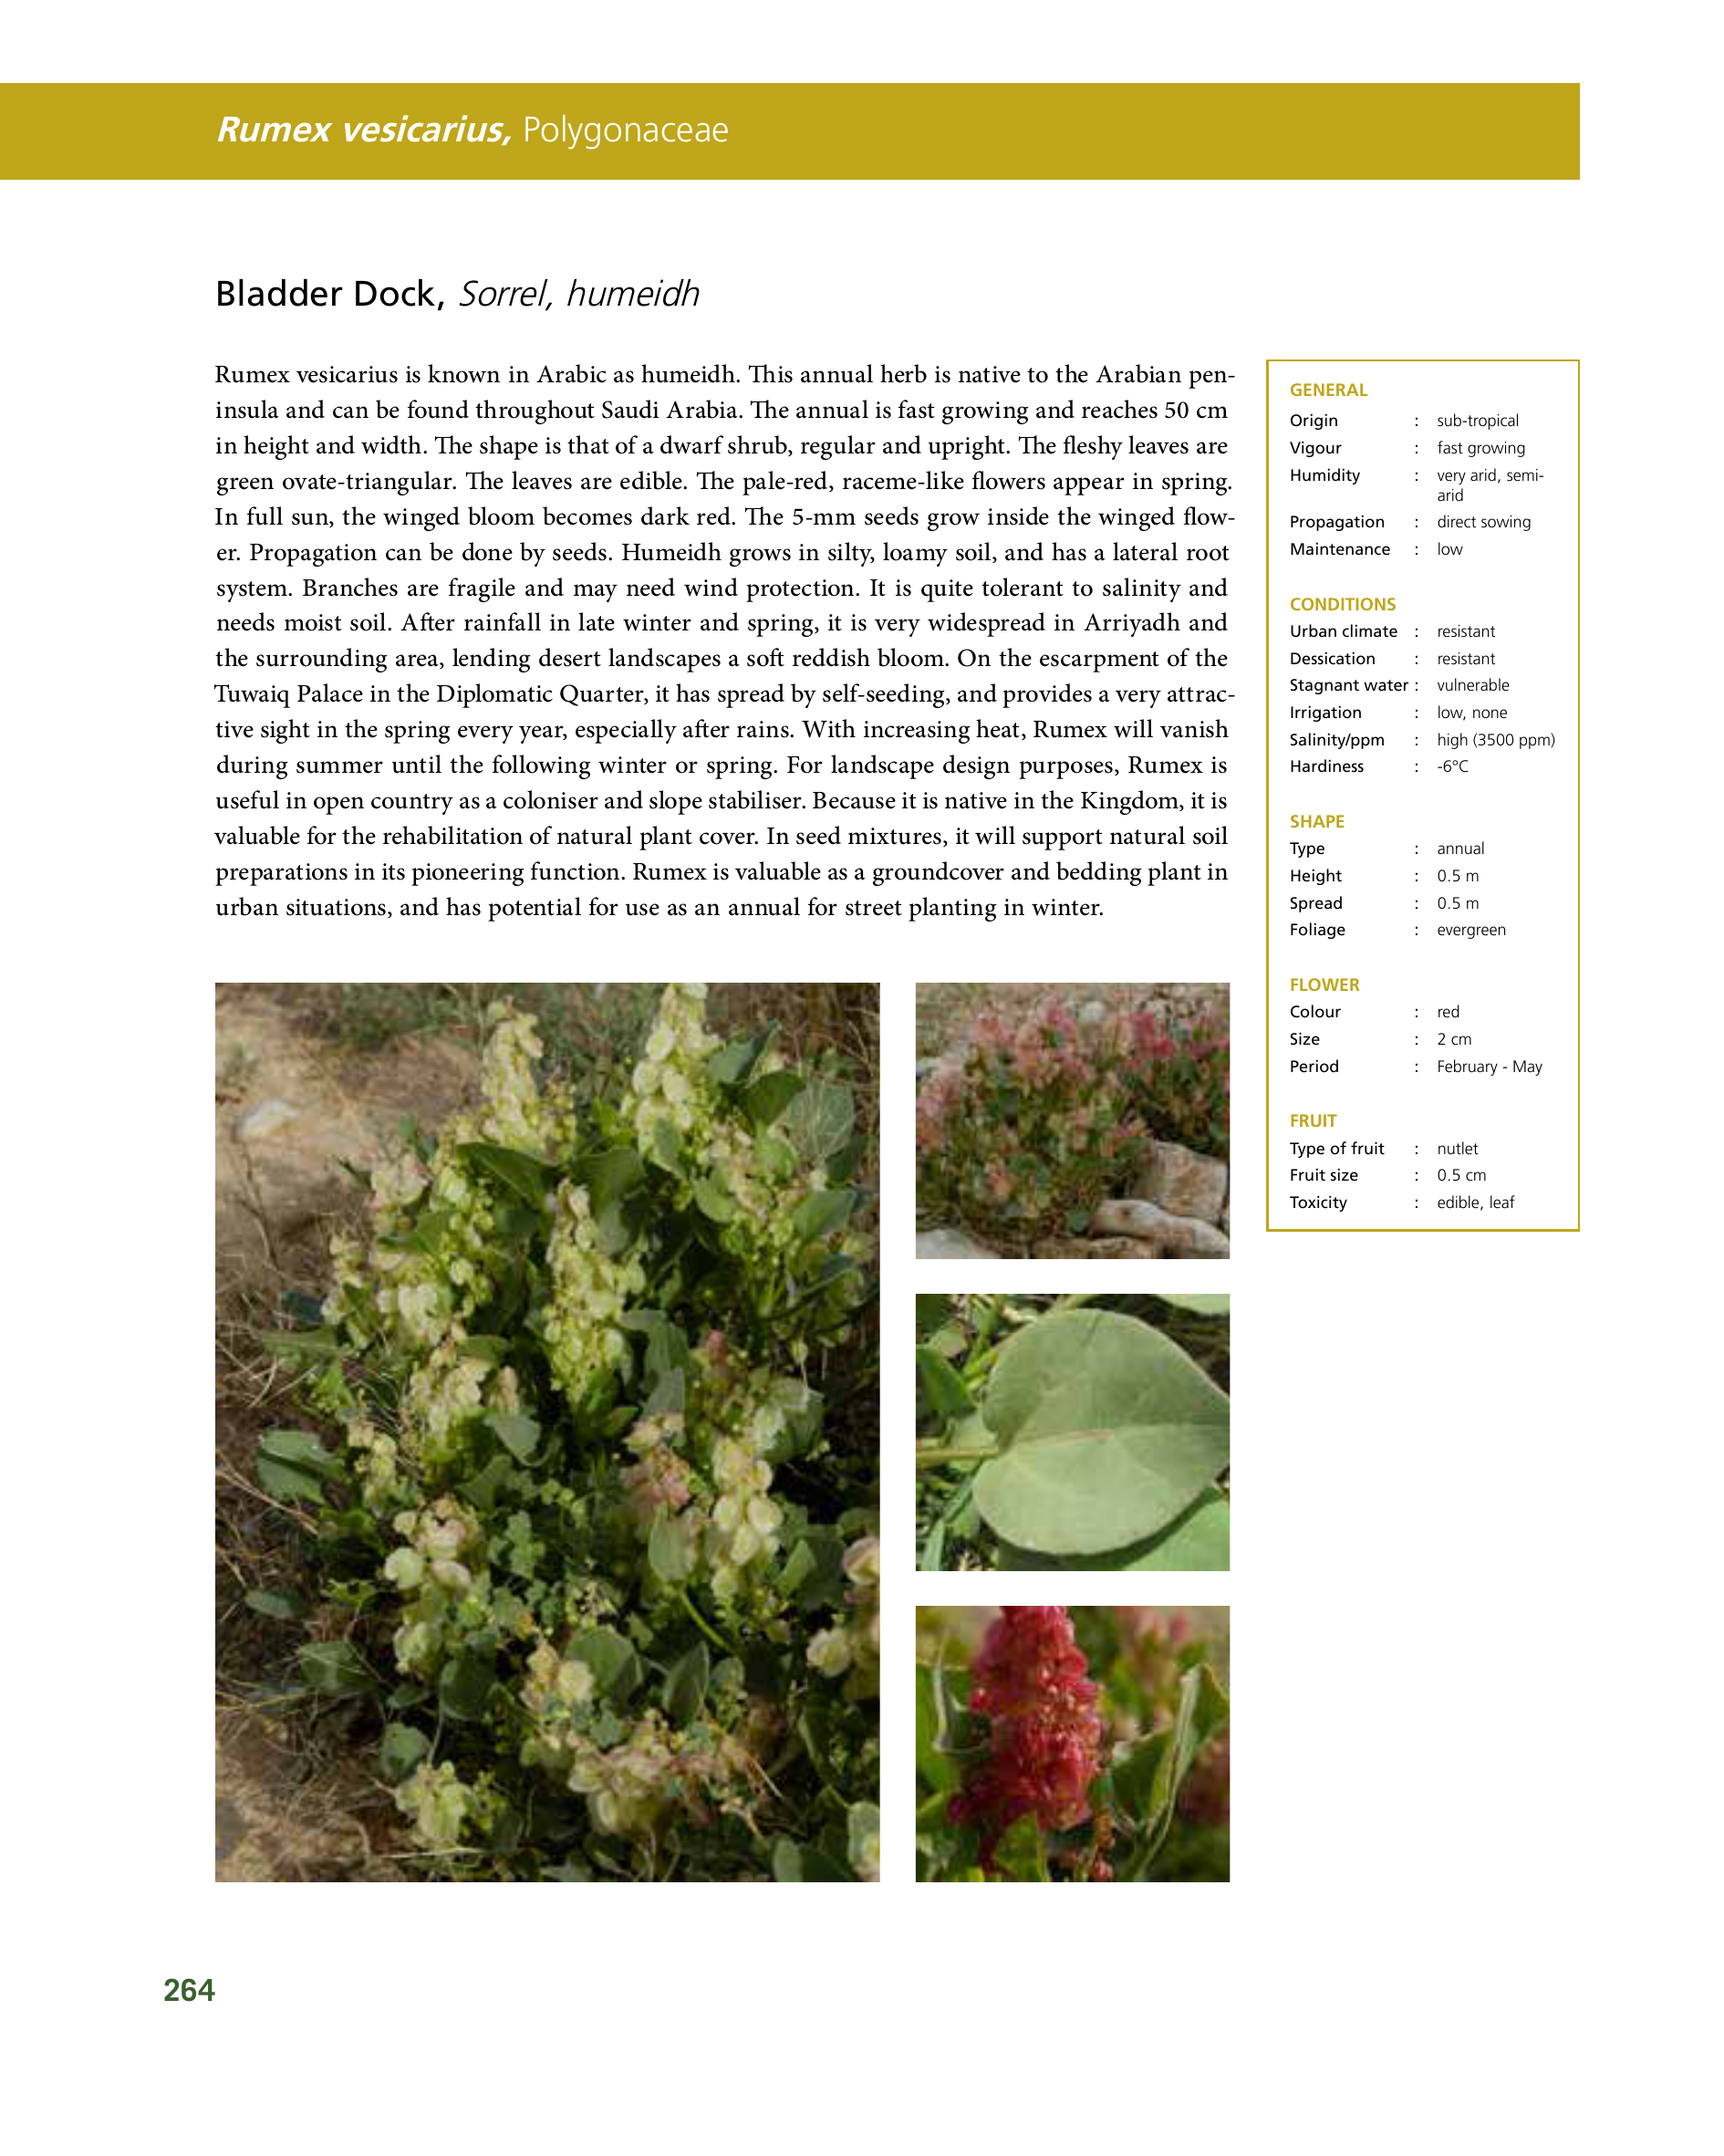 Rumex vesicarius, Polygonaceae
Bladder Dock, Sorrel, humeidh
Rumex vesicarius is known in Arabic as humeidh. This annual herb is native to the Arabian pen-
insula and can be found throughout Saudi Arabia. The annual is fast growing and reaches 50 cm
in height and width. The shape is that of a dwarf shrub, regular and upright. The fleshy leaves are
green ovate-triangular. The leaves are edible. The pale-red, raceme-like flowers appear in spring.
In full sun, the winged bloom becomes dark red. The 5-mm seeds grow inside the winged flow-
er. Propagation can be done by seeds. Humeidh grows in silty, loamy soil, and has a lateral root
system. Branches are fragile and may need wind protection. It is quite tolerant to salinity and
needs moist soil. After rainfall in late winter and spring, it is very widespread in Arriyadh and
the surrounding area, lending desert landscapes a soft reddish bloom. On the escarpment of the
Tuwaiq Palace in the Diplomatic Quarter, it has spread by self-seeding, and provides a very attrac-
tive sight in the spring every year, especially after rains. With increasing heat, Rumex will vanish
during summer until the following winter or spring. For landscape design purposes, Rumex is
useful in open country as a coloniser and slope stabiliser. Because it is native in the Kingdom, it is
valuable for the rehabilitation of natural plant cover. In seed mixtures, it will support natural soil
preparations in its pioneering function. Rumex is valuable as a groundcover and bedding plant in
urban situations, and has potential for use as an annual for street planting in winter.
GENERAL
Origin : sub-tropical
Vigour : fast growing
Humidity : very arid, semi-
arid
Propagation : direct sowing
Maintenance : low
CONDITIONS
Urban climate : resistant
Dessication : resistant
Stagnant water : vulnerable
Irrigation : low, none
Salinity/ppm : high (3500 ppm)
Hardiness : -6°C
SHAPE
Type : annual
Height : 0.5 m
Spread : 0.5 m
Foliage : evergreen
FLOWER
Colour : red
Size : 2 cm
Period : February - May
FRUIT
Type of fruit : nutlet
Fruit size : 0.5 cm
Toxicity : edible, leaf
264